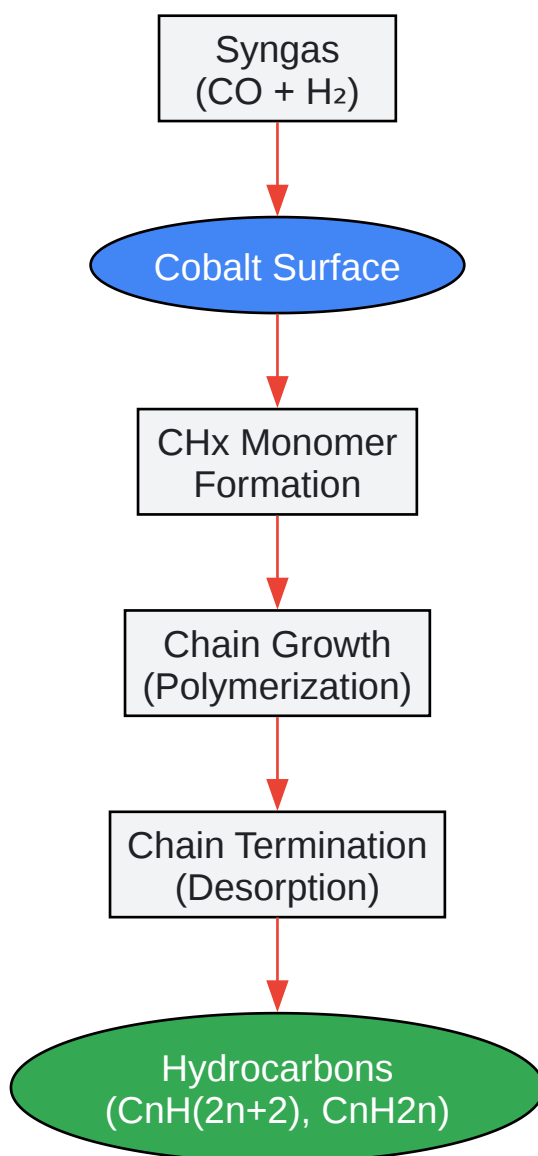 Syngas
(CO + H₂)
Cobalt Surface
CHx Monomer
Formation
Chain Growth
(Polymerization)
Chain Termination
(Desorption)
Hydrocarbons
(CnH(2n+2), CnH2n)